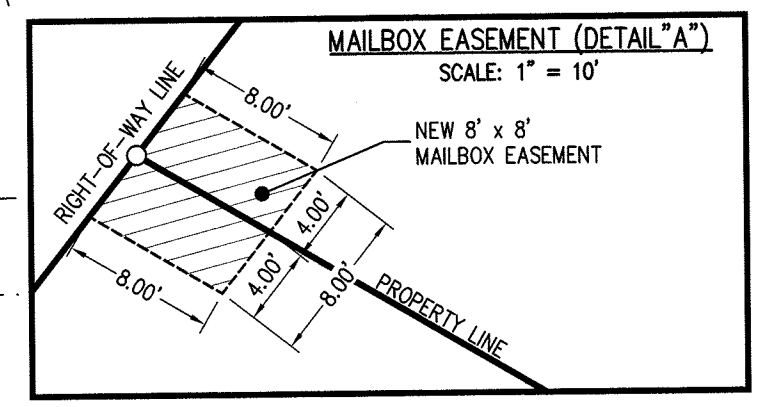 MAILBOX EASEMENT (DETAIL"A")
SCALE: 1" = 10'
RIGHT-OF-WAY LINE
8.00'
NEW 8' x 8'
MAILBOX EASEMENT
4.00'
8.00'
4.00'
8.00'
PROPERTY LINE